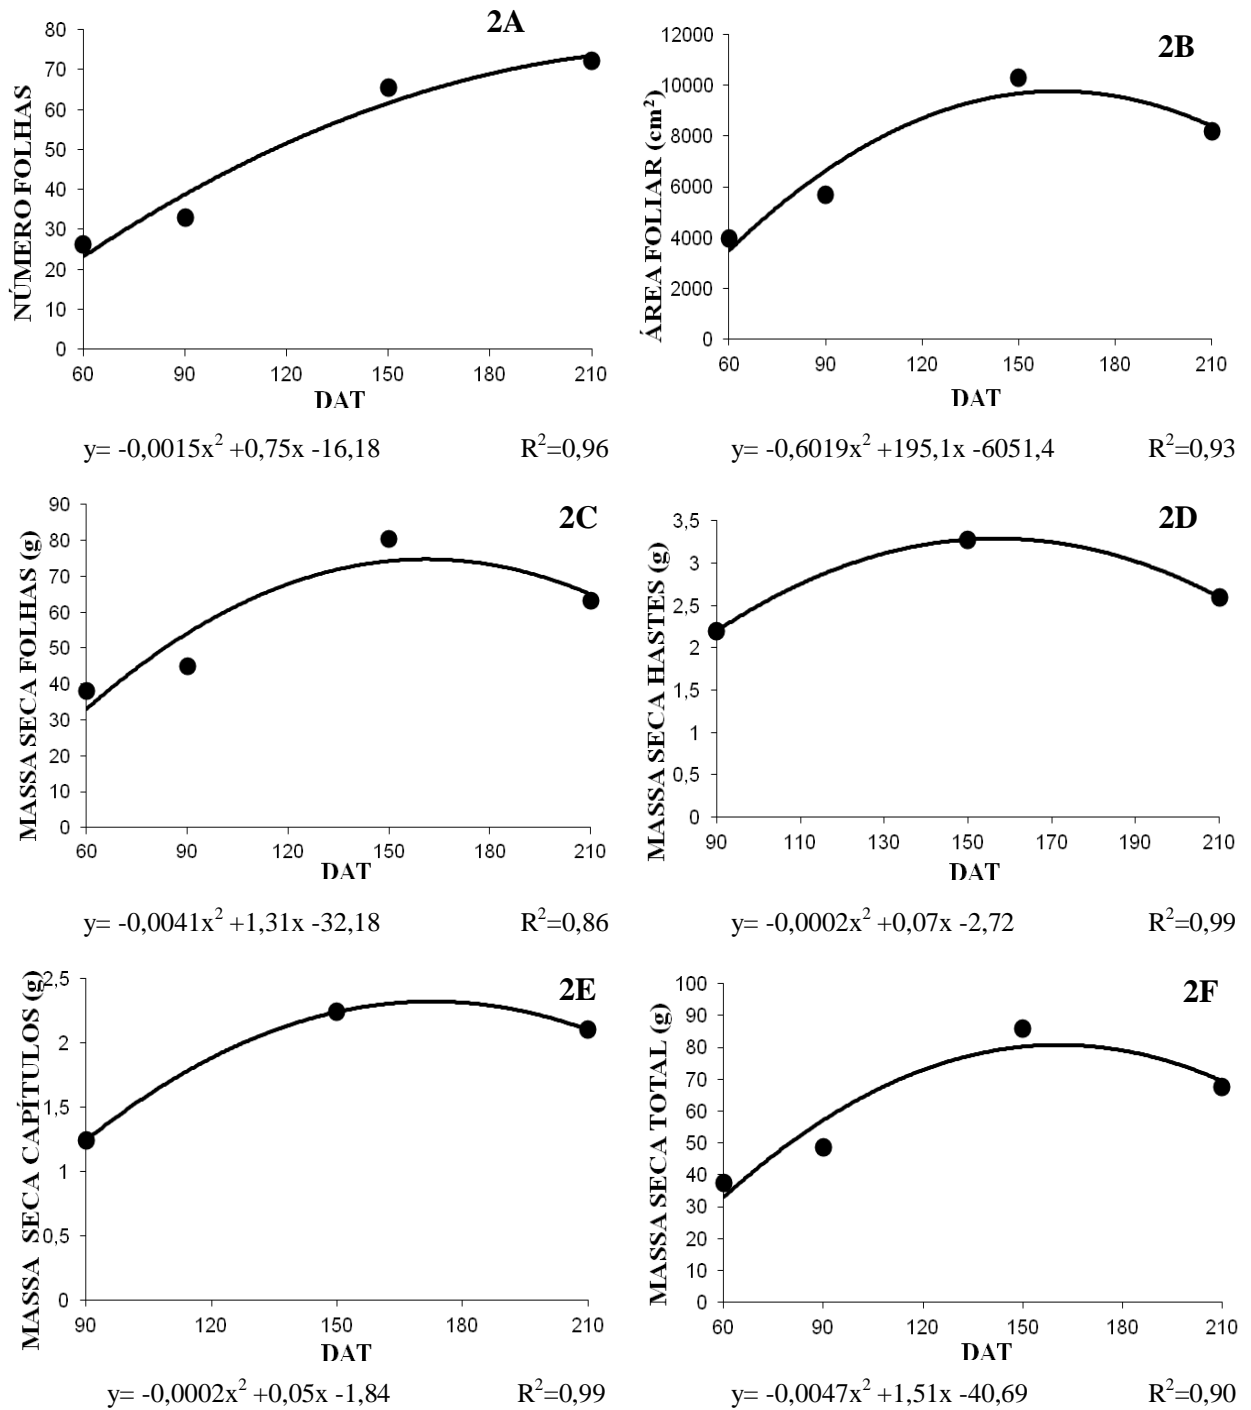 2A
NÚMERO FOLHAS
80
70
60
50
40
30
20
10
0
60 90 120 150 180 210
DAT
y= -0,0015x² +0,75x -16,18 R²=0,96
2B
ÁREA FOLIAR (cm²)
12000
10000
8000
6000
4000
2000
0
60 90 120 150 180 210
DAT
y= -0,6019x² +195,1x -6051,4 R²=0,93
2C
MASSA SECA FOLHAS (g)
90
80
70
60
50
40
30
20
10
0
60 90 120 150 180 210
DAT
y= -0,0041x² +1,31x -32,18 R²=0,86
2D
MASSA SECA HASTES (g)
3,5
3
2,5
2
1,5
1
0,5
0
90 110 130 150 170 190 210
DAT
y= -0,0002x² +0,07x -2,72 R²=0,99
2E
MASSA SECA CAPÍTULOS (g)
2,5
2
1,5
1
0,5
0
90 120 150 180 210
DAT
y= -0,0002x² +0,05x -1,84 R²=0,99
2F
MASSA SECA TOTAL (g)
100
90
80
70
60
50
40
30
20
10
0
60 90 120 150 180 210
DAT
y= -0,0047x² +1,51x -40,69 R²=0,90